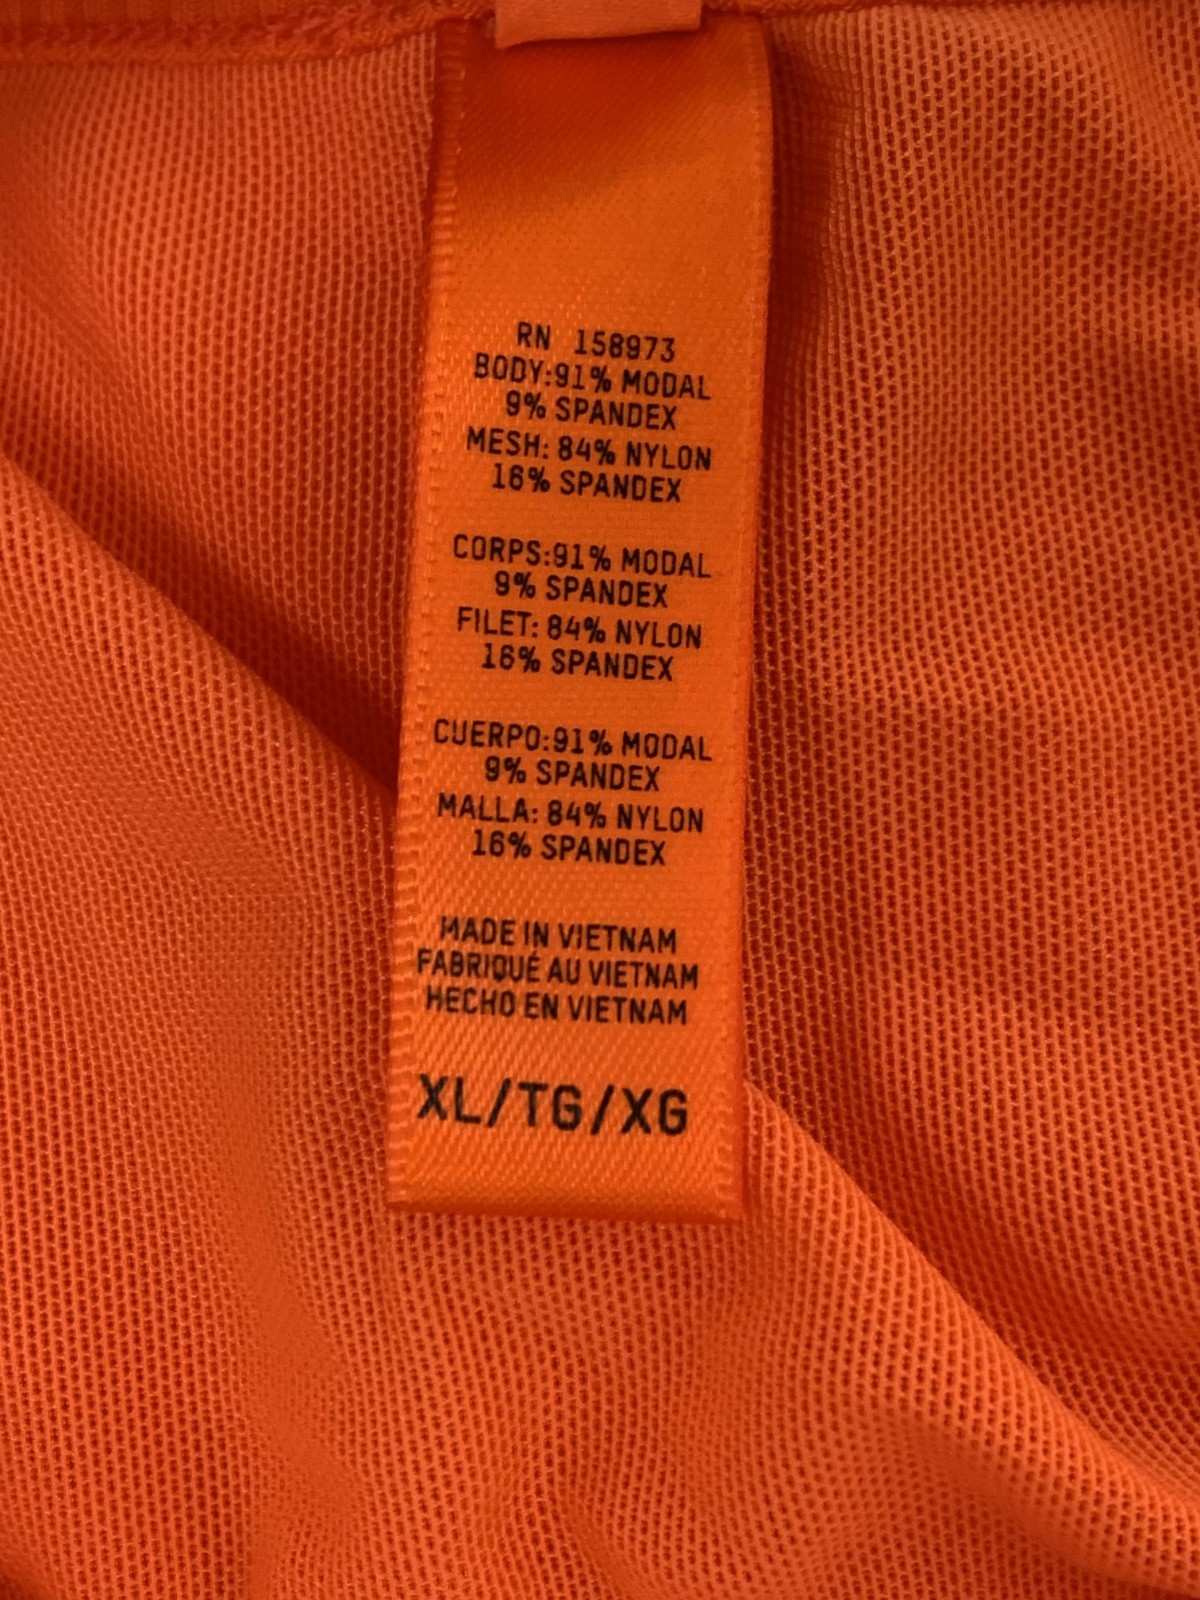 RN 158973
BODY:91% MODAL
9% SPANDEX
MESH: 84% NYLON
16% SPANDEX
CORPS:91% MODAL
9% SPANDEX
FILET: 84% NYLON
16% SPANDEX
CUERPO:91% MODAL
9% SPANDEX
MALLA: 84% NYLON
16% SPANDEX
MADE IN VIETNAM
FABRIQUÉ AU VIETNAM
HECHO EN VIETNAM
XL/TG/XG